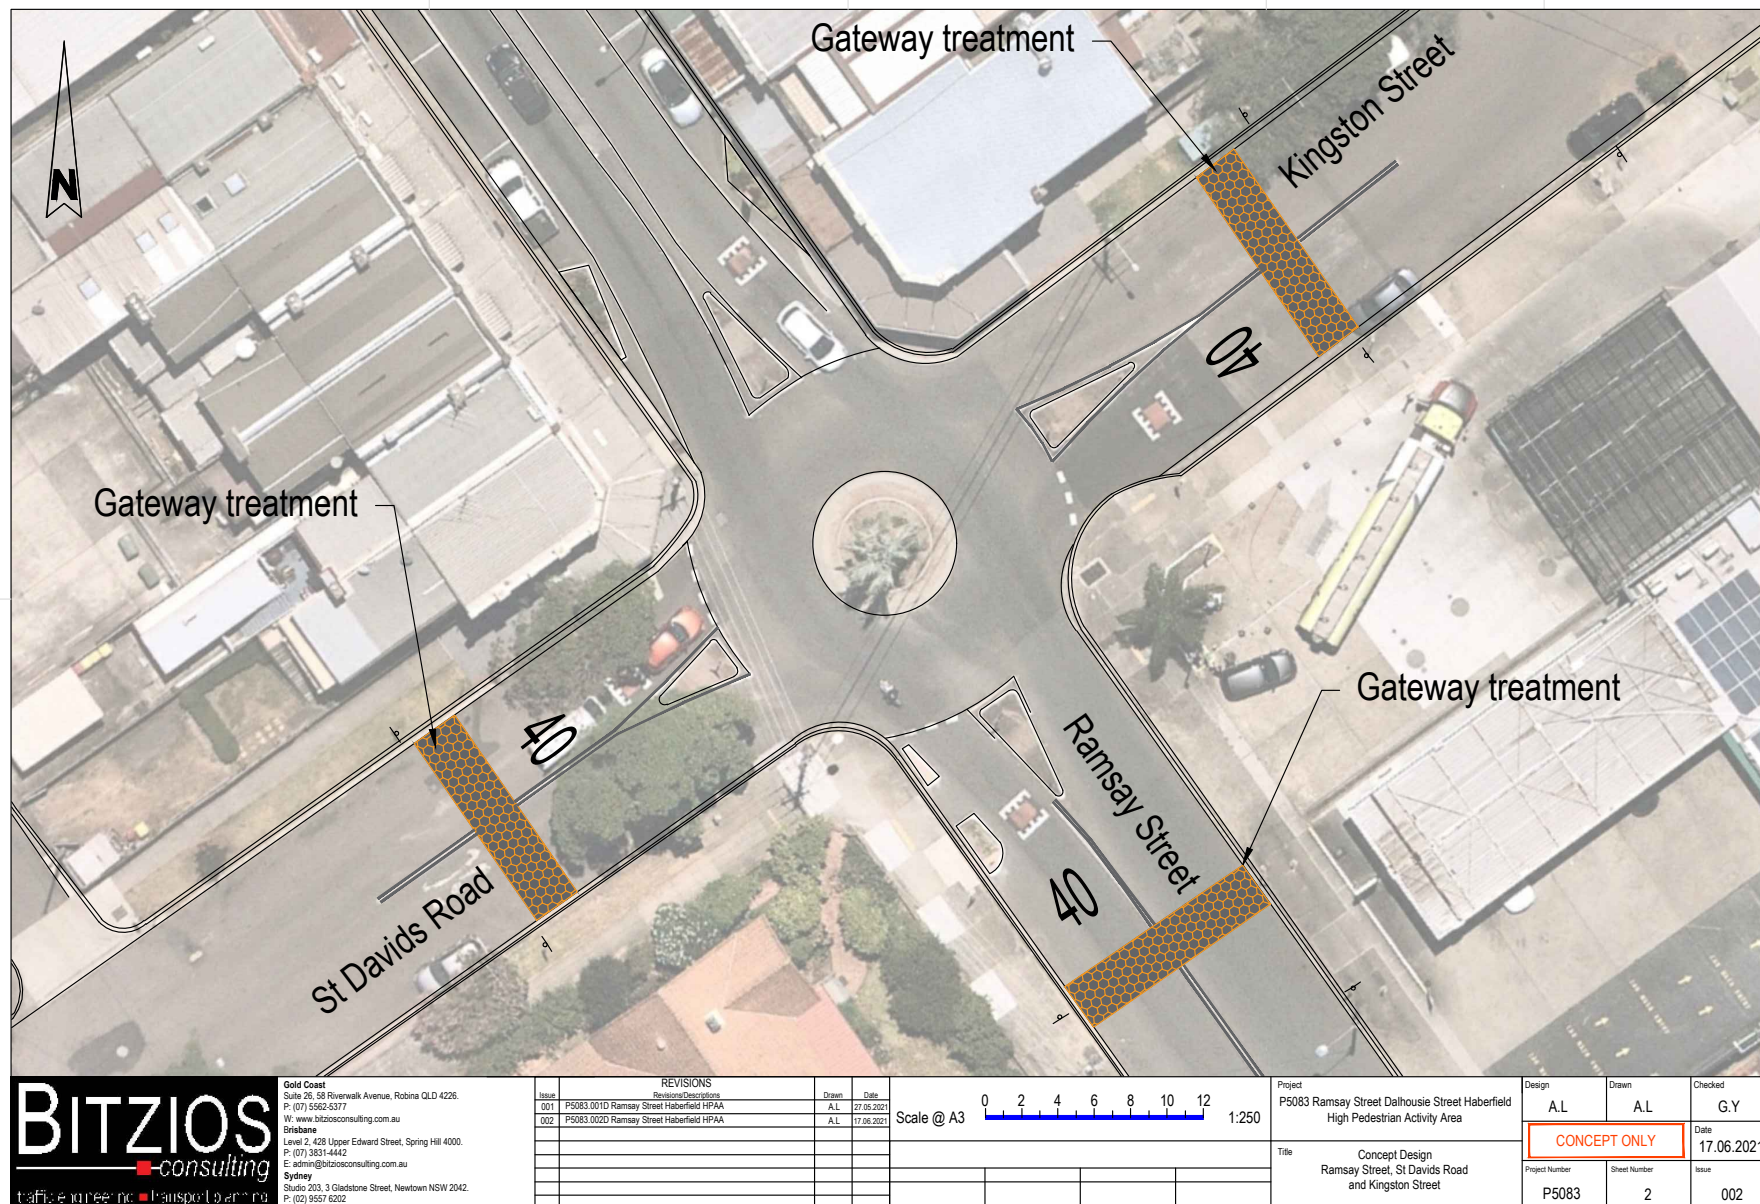 Gateway treatment
Kingston Street
N
40
Gateway treatment
Gateway treatment
40
Ramsay Street
40
St Davids Road
BITZIOS
consulting
traffic engineering transport planning
Gold Coast
Suite 26, 58 Riverwalk Avenue, Robina QLD 4226.
P: (07) 5562-5377
W: www.bitziosconsulting.com.au
Brisbane
Level 2, 428 Upper Edward Street, Spring Hill 4000.
P: (07) 3831-4442
E: admin@bitziosconsulting.com.au
Sydney
Studio 203, 3 Gladstone Street, Newtown NSW 2042.
P: (02) 9557 6202
REVISIONS
Issue Revisions/Descriptions Drawn Date
001 P5083.001D Ramsay Street Haberfield HPAA A.L 27.05.2021
002 P5083.002D Ramsay Street Haberfield HPAA A.L 17.06.2021
Scale @ A3 0 2 4 6 8 10 12 1:250
Project
P5083 Ramsay Street Dalhousie Street Haberfield
High Pedestrian Activity Area
Title
Concept Design
Ramsay Street, St Davids Road
and Kingston Street
Design Drawn Checked
A.L A.L G.Y
CONCEPT ONLY
Date
17.06.2021
Project Number Sheet Number Issue
P5083 2 002